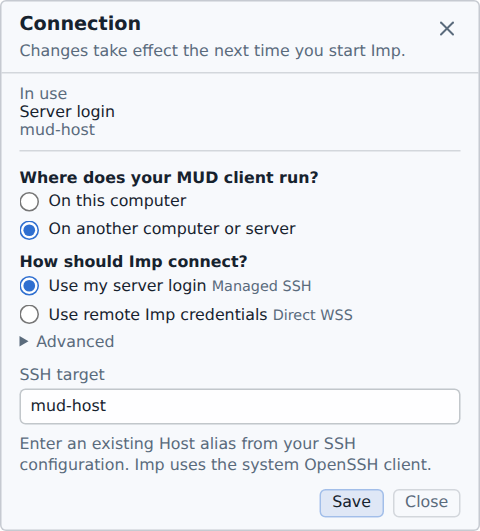 Connection
Changes take effect the next time you start Imp.
In use
Server login
mud-host
Where does your MUD client run?
On this computer
On another computer or server
How should Imp connect?
Use my server login Managed SSH
Use remote Imp credentials Direct WSS
Advanced
SSH target
mud-host
Enter an existing Host alias from your SSH
configuration. Imp uses the system OpenSSH client.
Save Close